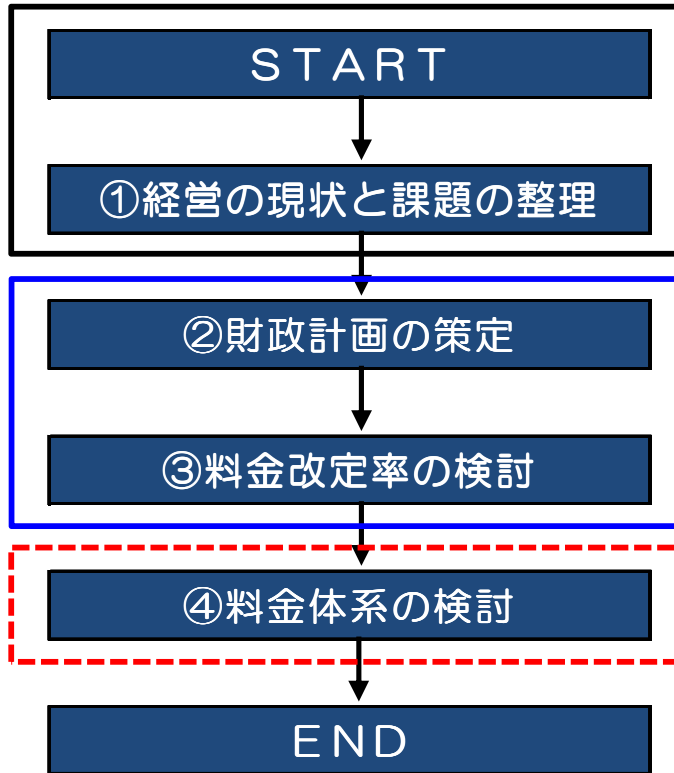 ＳＴＡＲＴ
①経営の現状と課題の整理
②財政計画の策定
③料金改定率の検討
④料金体系の検討
ＥＮＤ